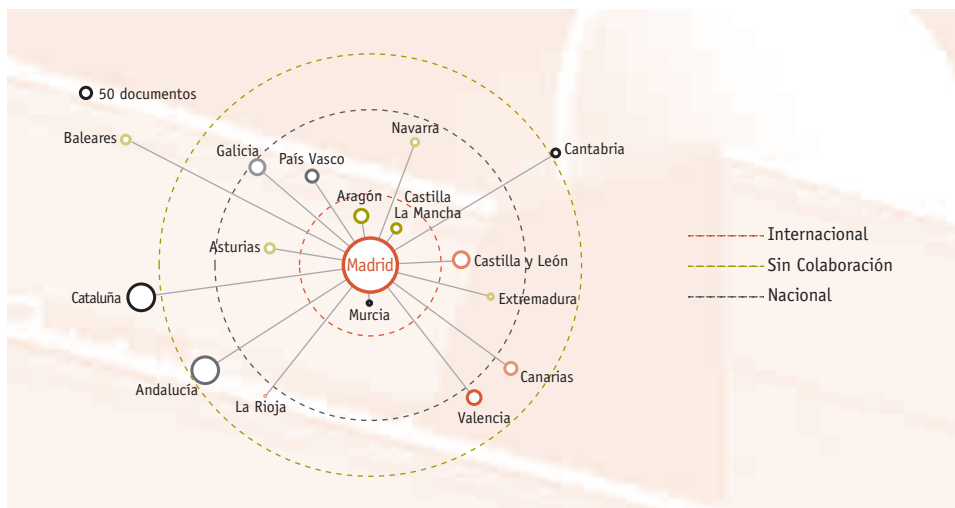 50 documentos
Baleares
Navarra
Cantabria
Galicia
País Vasco
Aragón
Castilla
La Mancha
Asturias
Madrid
Castilla y León
Internacional
Sin Colaboración
Nacional
Cataluña
Extremadura
Murcia
Andalucía
La Rioja
Canarias
Valencia